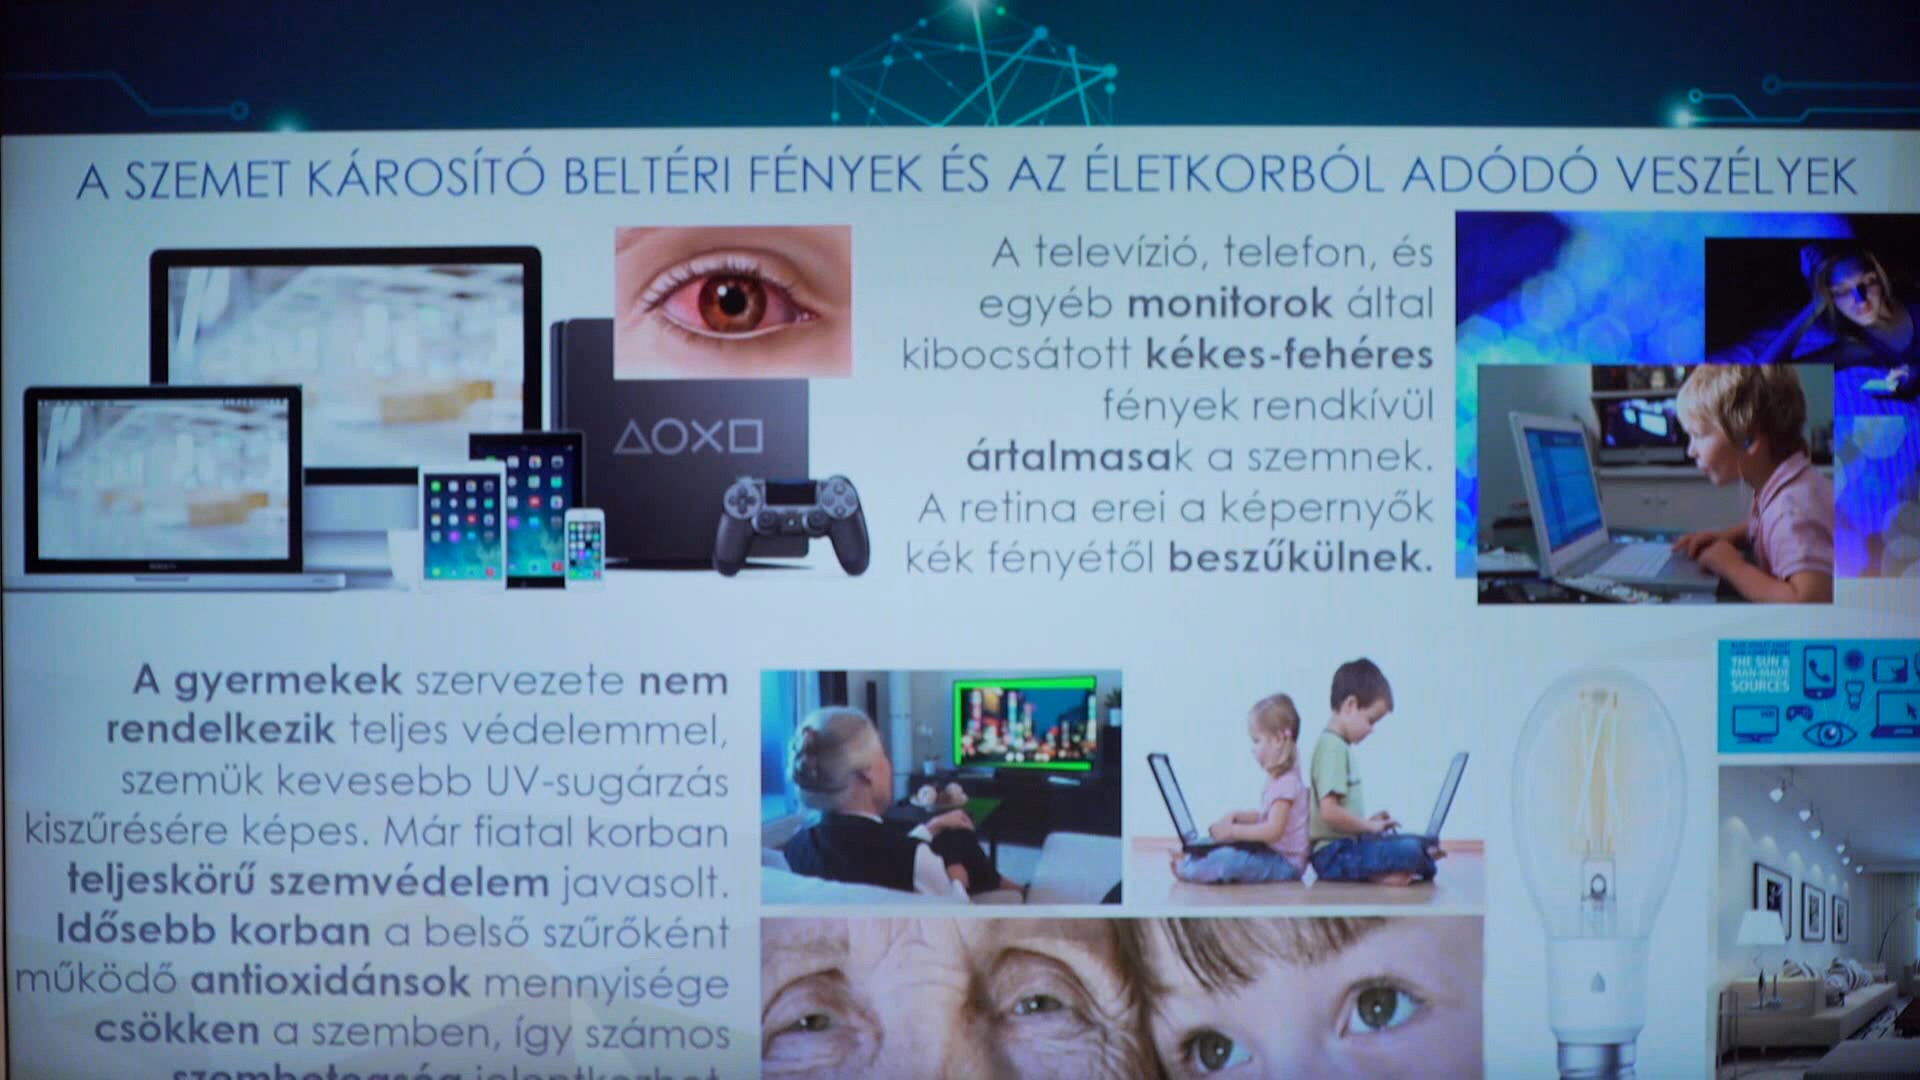 A SZEMET KÁROSÍTÓ BELTÉRI FÉNYEK ÉS AZ ÉLETKORBÓL ADÓDÓ VESZÉLYEK
A televízió, telefon, és
egyéb monitorok által
kibocsátott kékes-fehéres
fények rendkívül
ártalmasak a szemnek.
A retina erei a képernyők
kék fényétől beszűkülnek.
A gyermekek szervezete nem
rendelkezik teljes védelemmel,
szemük kevesebb UV-sugárzás
kiszűrésére képes. Már fiatal korban
teljeskörű szemvédelem javasolt.
Idősebb korban a belső szűrőként
működő antioxidánsok mennyisége
csökken a szemben, így számos
szembetegség jelentkezhet.
THE SUN &
MAN-MADE
SOURCES